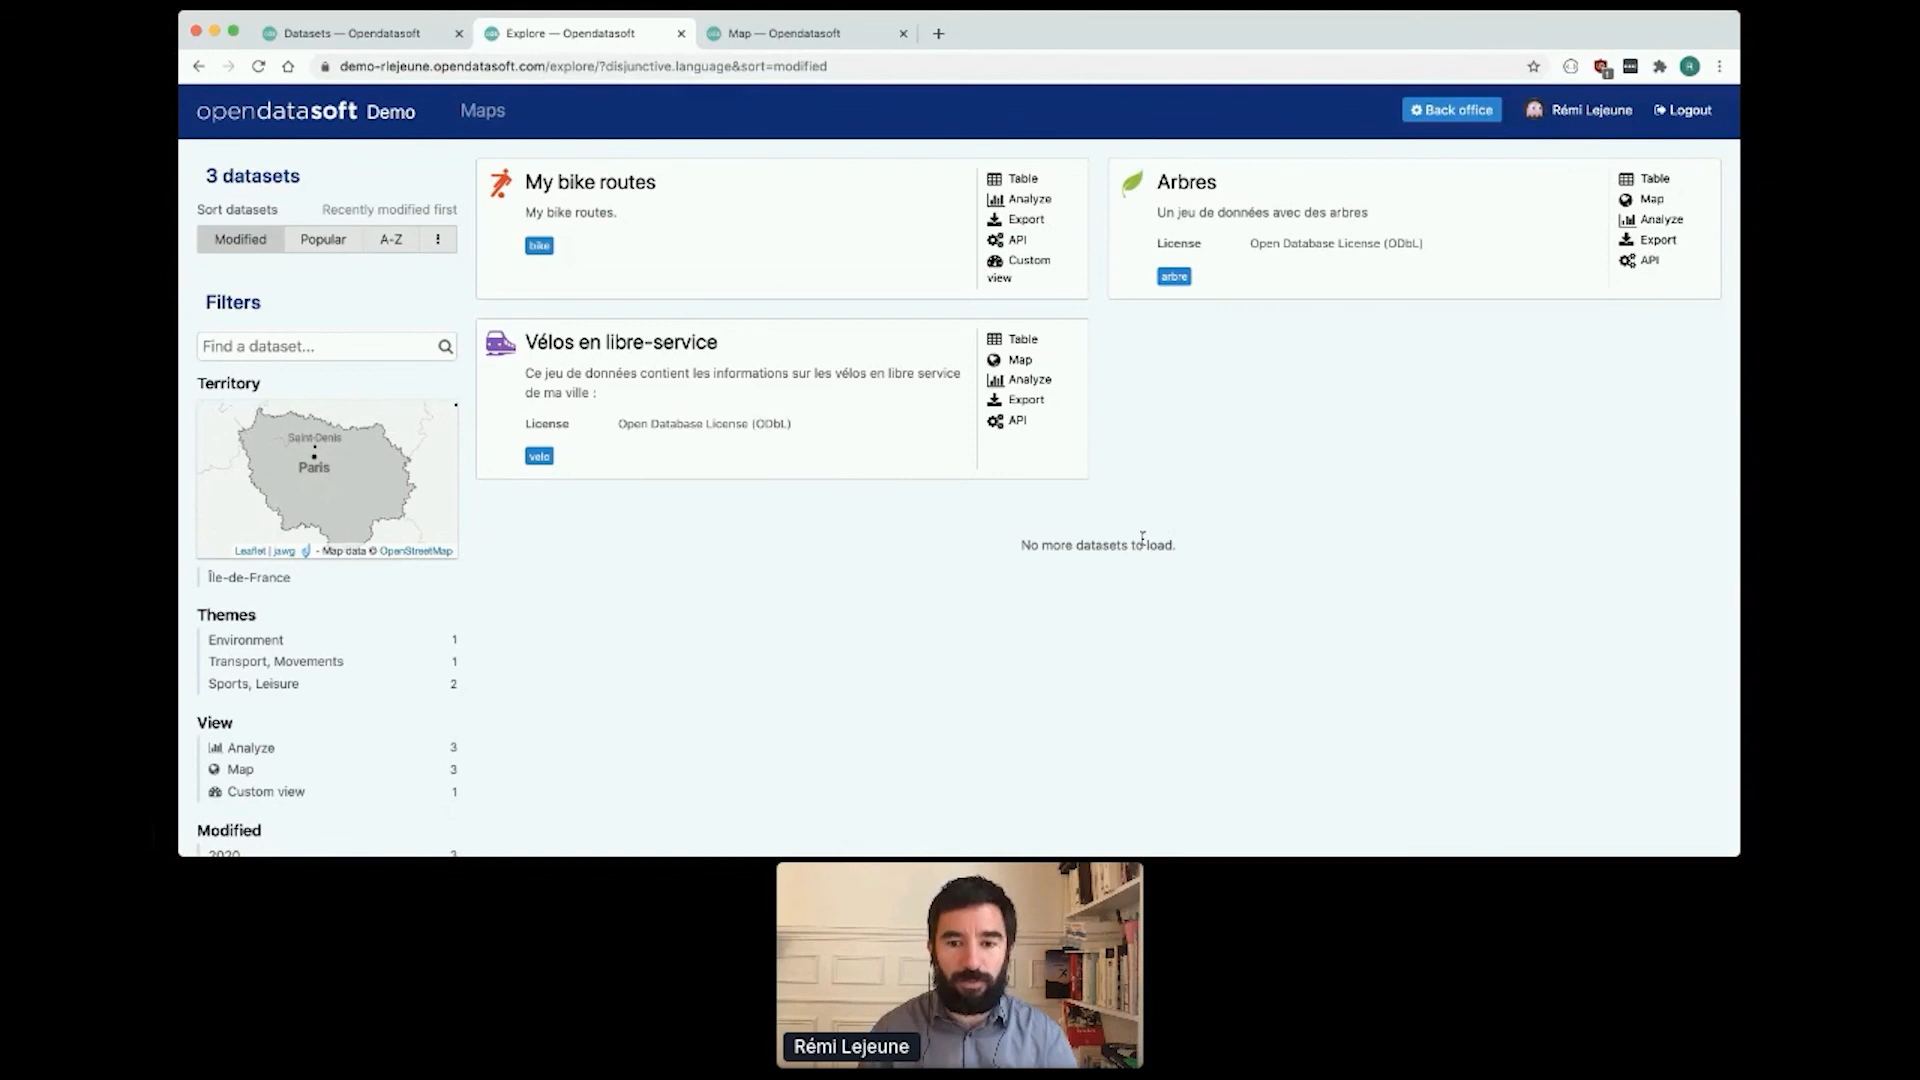 Datasets — Opendatasoft
Explore — Opendatasoft
Map — Opendatasoft
demo-rlejeune.opendatasoft.com/explore/?disjunctive.language&sort=modified
opendatasoft Demo
Maps
Back office
Rémi Lejeune
Logout
3 datasets
Sort datasets
Recently modified first
Modified
Popular
A-Z
Filters
Find a dataset...
Territory
Saint-Denis
Paris
Leaflet | jawg - Map data © OpenStreetMap
Île-de-France
Themes
Environment 1
Transport, Movements 1
Sports, Leisure 2
View
Analyze 3
Map 3
Custom view 1
Modified
2020 3
My bike routes
My bike routes.
bike
Table
Analyze
Export
API
Custom
view
Arbres
Un jeu de données avec des arbres
License Open Database License (ODbL)
arbre
Table
Map
Analyze
Export
API
Vélos en libre-service
Ce jeu de données contient les informations sur les vélos en libre service
de ma ville :
License Open Database License (ODbL)
velo
Table
Map
Analyze
Export
API
No more datasets to load.
Rémi Lejeune